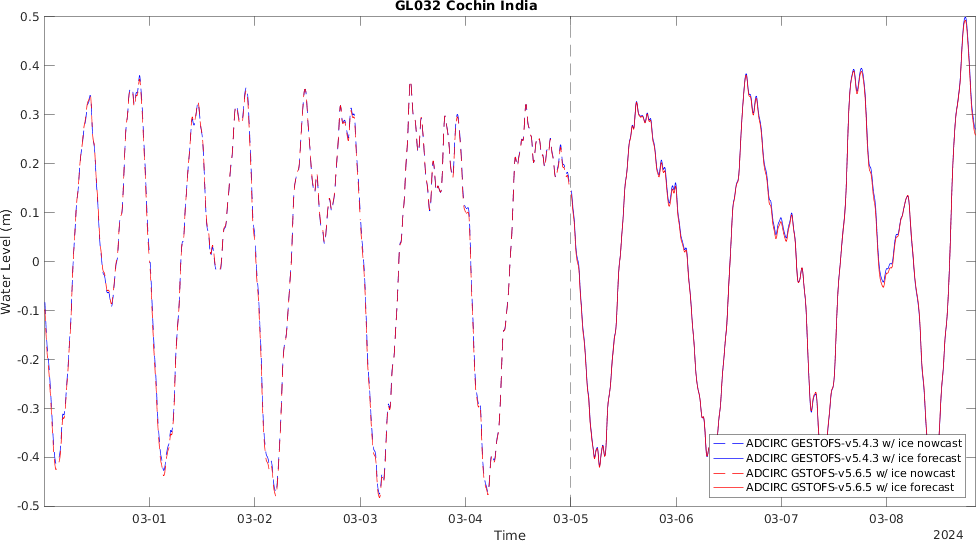 GL032 Cochin India
0.5
0.4
0.3
0.2
0.1
0
-0.1
-0.2
-0.3
-0.4
-0.5
Water Level (m)
03-01
03-02
03-03
03-04
03-05
03-06
03-07
03-08
Time
2024
ADCIRC GESTOFS-v5.4.3 w/ ice nowcast
ADCIRC GESTOFS-v5.4.3 w/ ice forecast
ADCIRC GSTOFS-v5.6.5 w/ ice nowcast
ADCIRC GSTOFS-v5.6.5 w/ ice forecast